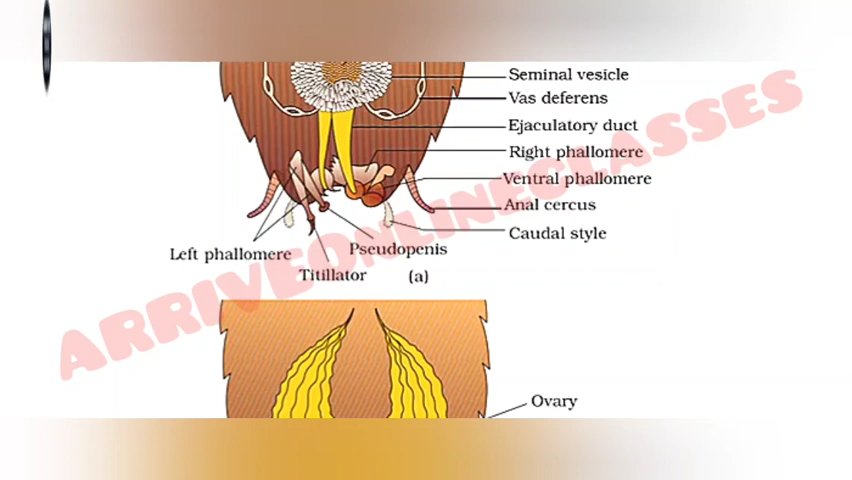 Seminal vesicle
Vas deferens
Ejaculatory duct
Right phallomere
Ventral phallomere
Anal cercus
Caudal style
Left phallomere
Pseudopenis
Titillator
(a)
ARRIVEONLINECLASSES
Ovary